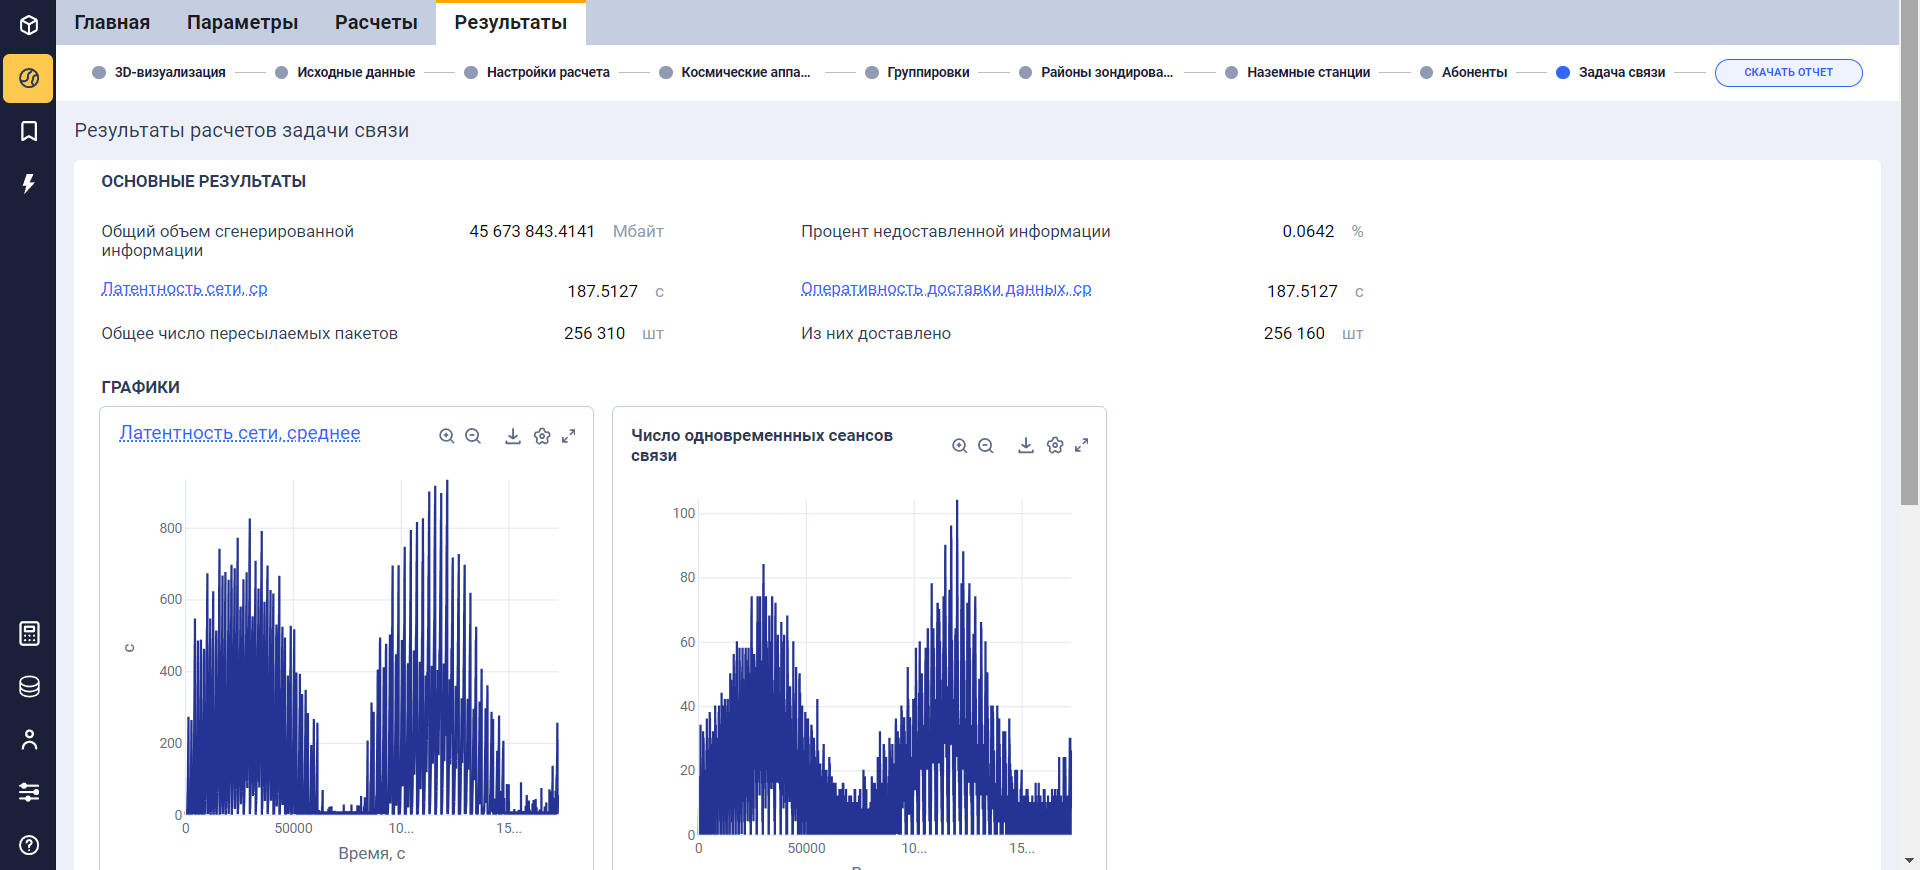 Главная Параметры Расчеты Результаты
3D-визуализация Исходные данные Настройки расчета Космические аппа... Группировки Районы зондирова... Наземные станции Абоненты Задача связи СКАЧАТЬ ОТЧЕТ
Результаты расчетов задачи связи
ОСНОВНЫЕ РЕЗУЛЬТАТЫ
Общий объем сгенерированной
информации
45 673 843.4141 Мбайт
Процент недоставленной информации 0.0642 %
Латентность сети, ср 187.5127 с
Оперативность доставки данных, ср 187.5127 с
Общее число пересылаемых пакетов 256 310 шт
Из них доставлено 256 160 шт
ГРАФИКИ
Латентность сети, среднее
800
600
400
200
0
с
0 50000 10... 15...
Время, с
Число одновременнных сеансов
связи
100
80
60
40
20
0
0 50000 10... 15...